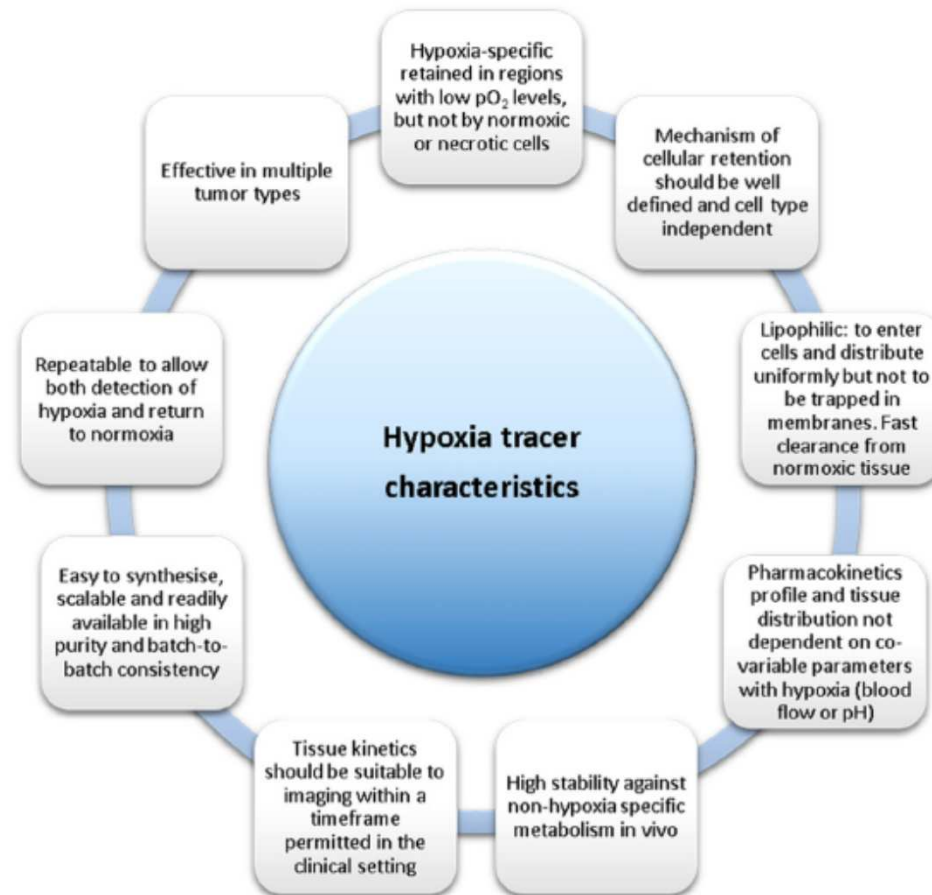 Hypoxia-specific
retained in regions
with low pO₂ levels,
but not by normoxic
or necrotic cells
Mechanism of
cellular retention
should be well
defined and cell type
independent
Lipophilic: to enter
cells and distribute
uniformly but not to
be trapped in
membranes. Fast
clearance from
normoxic tissue
Pharmacokinetics
profile and tissue
distribution not
dependent on co-
variable parameters
with hypoxia (blood
flow or pH)
High stability against
non-hypoxia specific
metabolism in vivo
Tissue kinetics
should be suitable to
imaging within a
timeframe
permitted in the
clinical setting
Easy to synthesise,
scalable and readily
available in high
purity and batch-to-
batch consistency
Repeatable to allow
both detection of
hypoxia and return
to normoxia
Effective in multiple
tumor types
Hypoxia tracer
characteristics